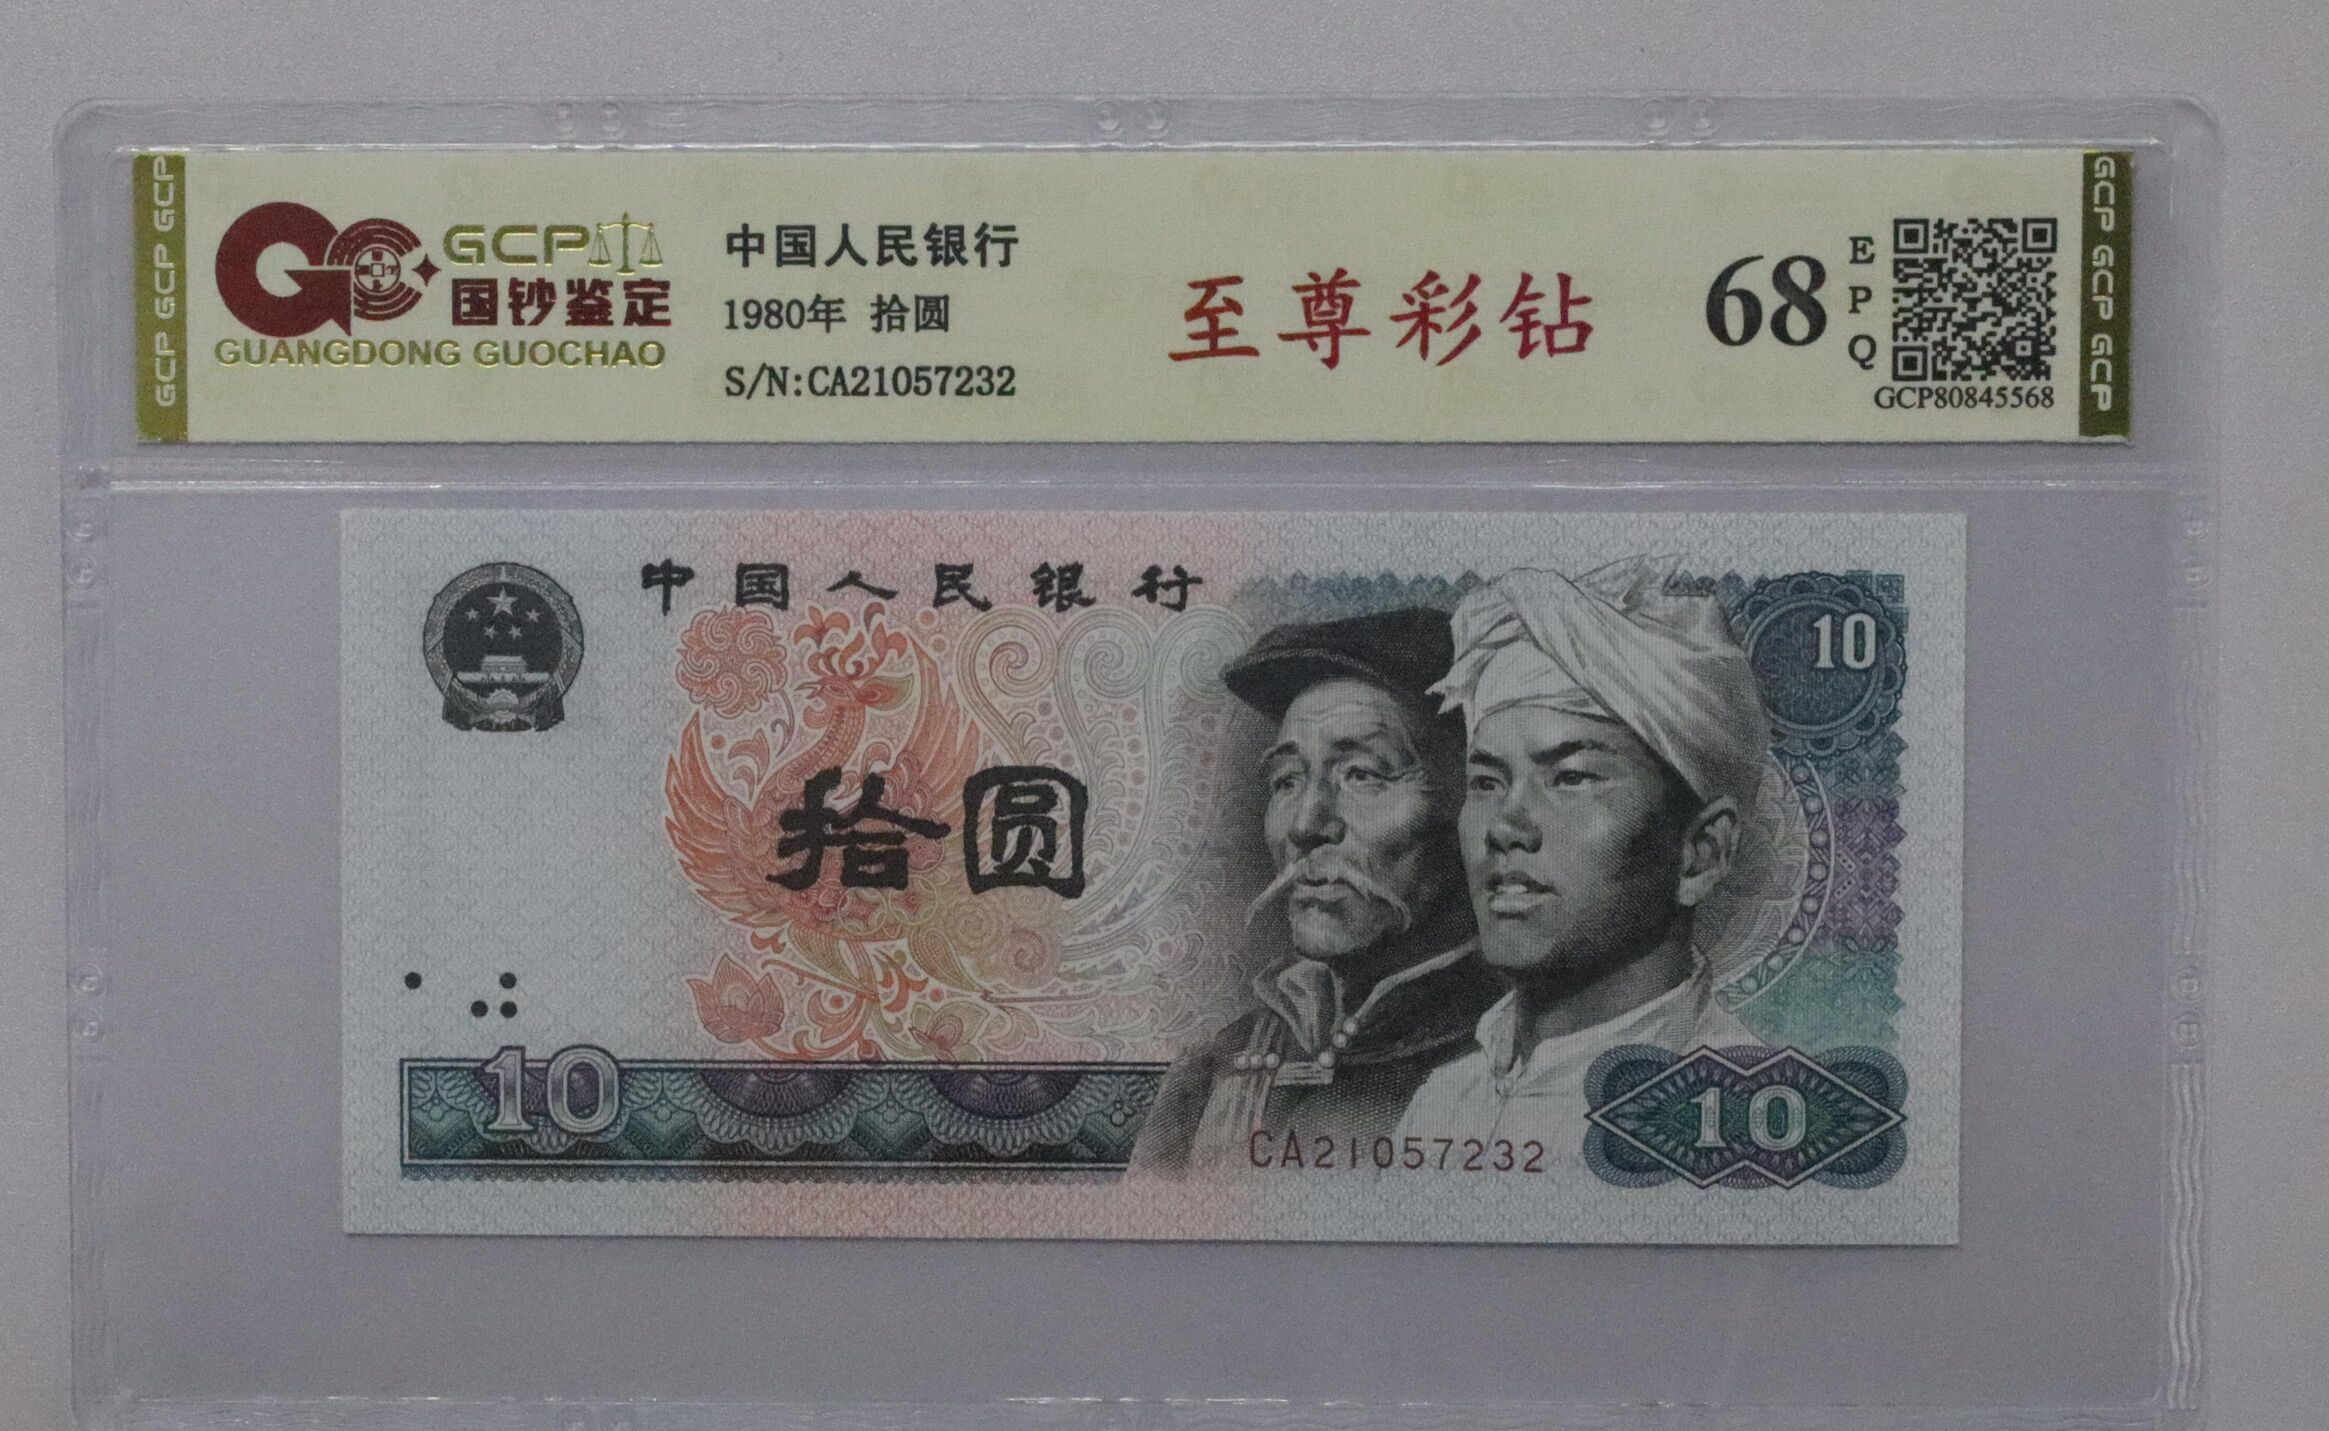 GCP GCP GCP
GCP
国钞鉴定
GUANGDONG GUOCHAO
中国人民银行
1980年 拾圆
S/N:CA21057232
至尊彩钻
68
EPQ
GCP80845568
GCP GCP GCP
中国人民银行
10
拾圆
10
CA21057232
10